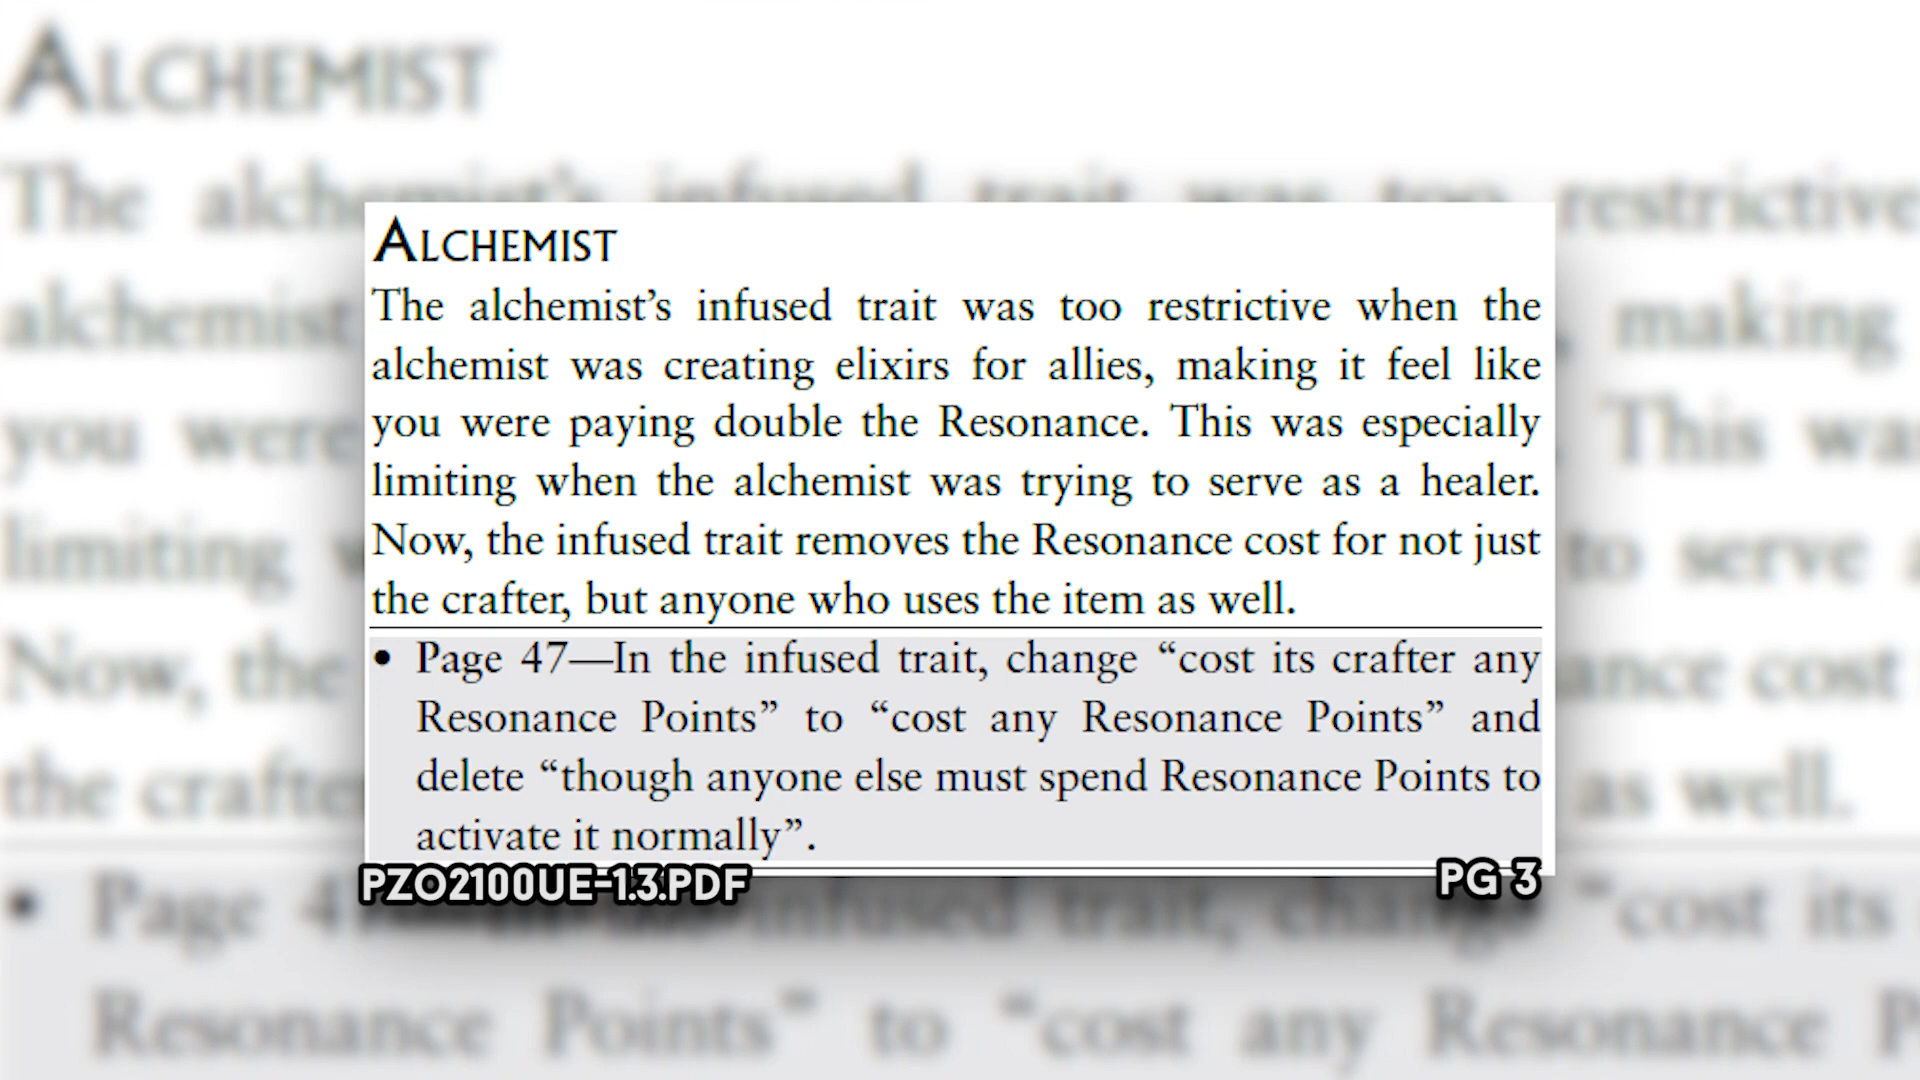 ALCHEMIST
The alchemist’s infused trait was too restrictive when the
alchemist was creating elixirs for allies, making it feel like
you were paying double the Resonance. This was especially
limiting when the alchemist was trying to serve as a healer.
Now, the infused trait removes the Resonance cost for not just
the crafter, but anyone who uses the item as well.
• Page 47—In the infused trait, change “cost its crafter any
Resonance Points” to “cost any Resonance Points” and
delete “though anyone else must spend Resonance Points to
activate it normally”.
PZO2100UE-1.3.PDF
PG 3